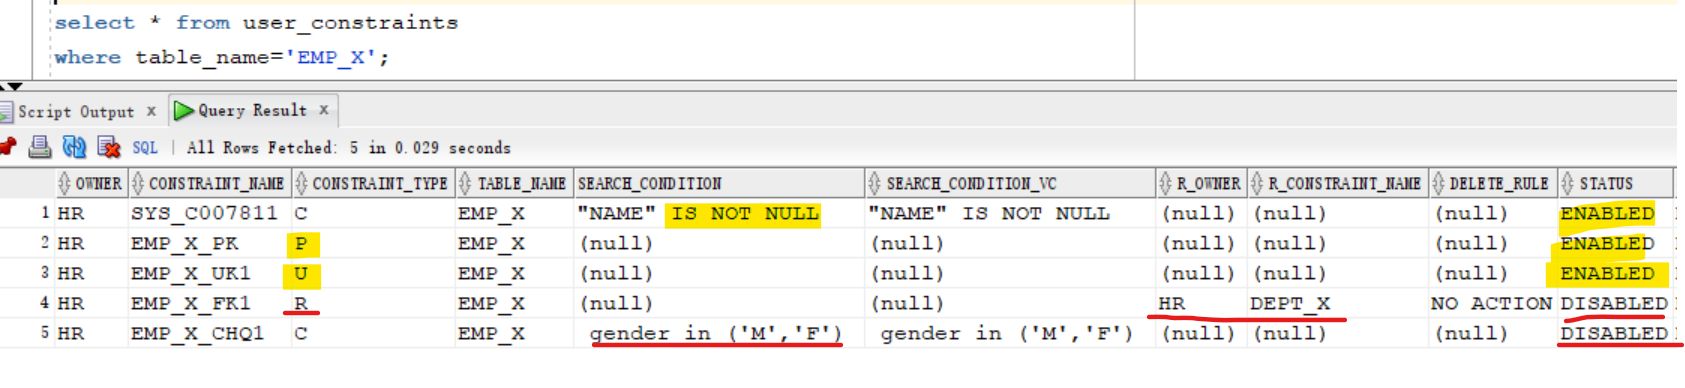 select * from user_constraints
where table_name='EMP_X';
Script Output x Query Result x
SQL | All Rows Fetched: 5 in 0.029 seconds
OWNER CONSTRAINT_NAME CONSTRAINT_TYPE TABLE_NAME SEARCH_CONDITION SEARCH_CONDITION_VC R_OWNER R_CONSTRAINT_NAME DELETE_RULE STATUS
1 HR SYS_C007811 C EMP_X "NAME" IS NOT NULL "NAME" IS NOT NULL (null) (null) (null) ENABLED
2 HR EMP_X_PK P EMP_X (null) (null) (null) (null) (null) ENABLED
3 HR EMP_X_UK1 U EMP_X (null) (null) (null) (null) (null) ENABLED
4 HR EMP_X_FK1 R EMP_X (null) (null) HR DEPT_X NO ACTION DISABLED
5 HR EMP_X_CHQ1 C EMP_X gender in ('M','F') gender in ('M','F') (null) (null) (null) DISABLED